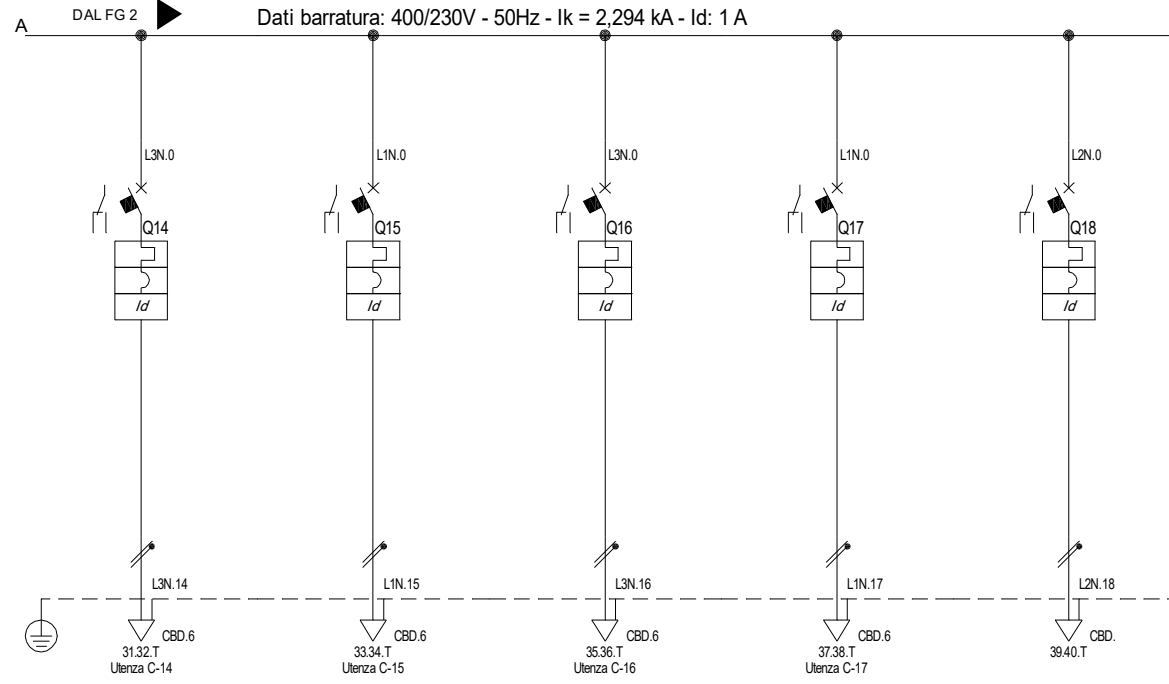 DAL FG 2
Dati barratura: 400/230V - 50Hz - Ik = 2,294 kA - Id: 1 A
A
L3N.0 L1N.0 L3N.0 L1N.0 L2N.0
Q14 Q15 Q16 Q17 Q18
Id Id Id Id Id
L3N.14 L1N.15 L3N.16 L1N.17 L2N.18
CBD.6 CBD.6 CBD.6 CBD.6 CBD.
31.32.T 33.34.T 35.36.T 37.38.T 39.40.T
Utenza C-14 Utenza C-15 Utenza C-16 Utenza C-17